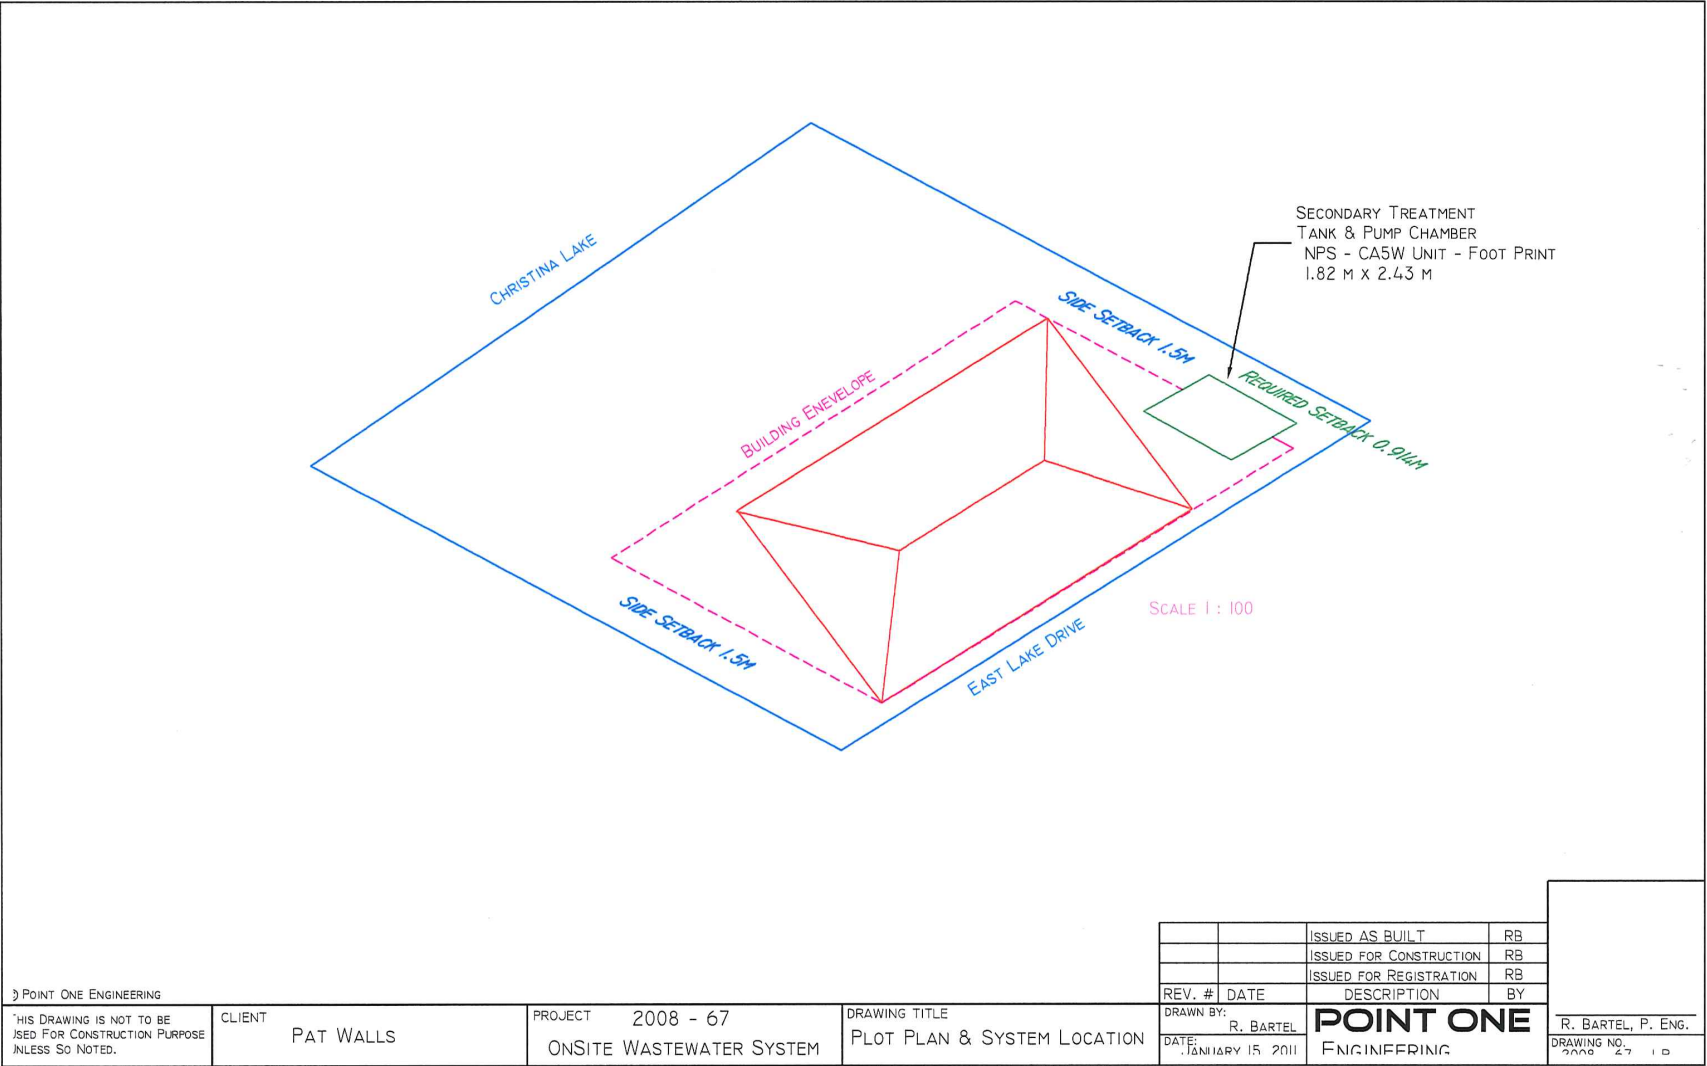 SECONDARY TREATMENT
TANK & PUMP CHAMBER
NPS - CA5W UNIT - FOOT PRINT
1.82 M X 2.43 M
CHRISTINA LAKE
SIDE SETBACK 1.5M
REQUIRED SETBACK 0.914M
BUILDING ENEVELOPE
SIDE SETBACK 1.5M
SCALE 1 : 100
EAST LAKE DRIVE
ISSUED AS BUILT RB
ISSUED FOR CONSTRUCTION RB
ISSUED FOR REGISTRATION RB
REV. # DATE DESCRIPTION BY
POINT ONE ENGINEERING
HIS DRAWING IS NOT TO BE
SED FOR CONSTRUCTION PURPOSE
NLESS SO NOTED.
CLIENT
PAT WALLS
PROJECT 2008 - 67
ONSITE WASTEWATER SYSTEM
DRAWING TITLE
PLOT PLAN & SYSTEM LOCATION
DRAWN BY:
R. BARTEL
DATE:
JANUARY 15, 2011
POINT ONE
ENGINEERING
R. BARTEL, P. ENG.
DRAWING NO.